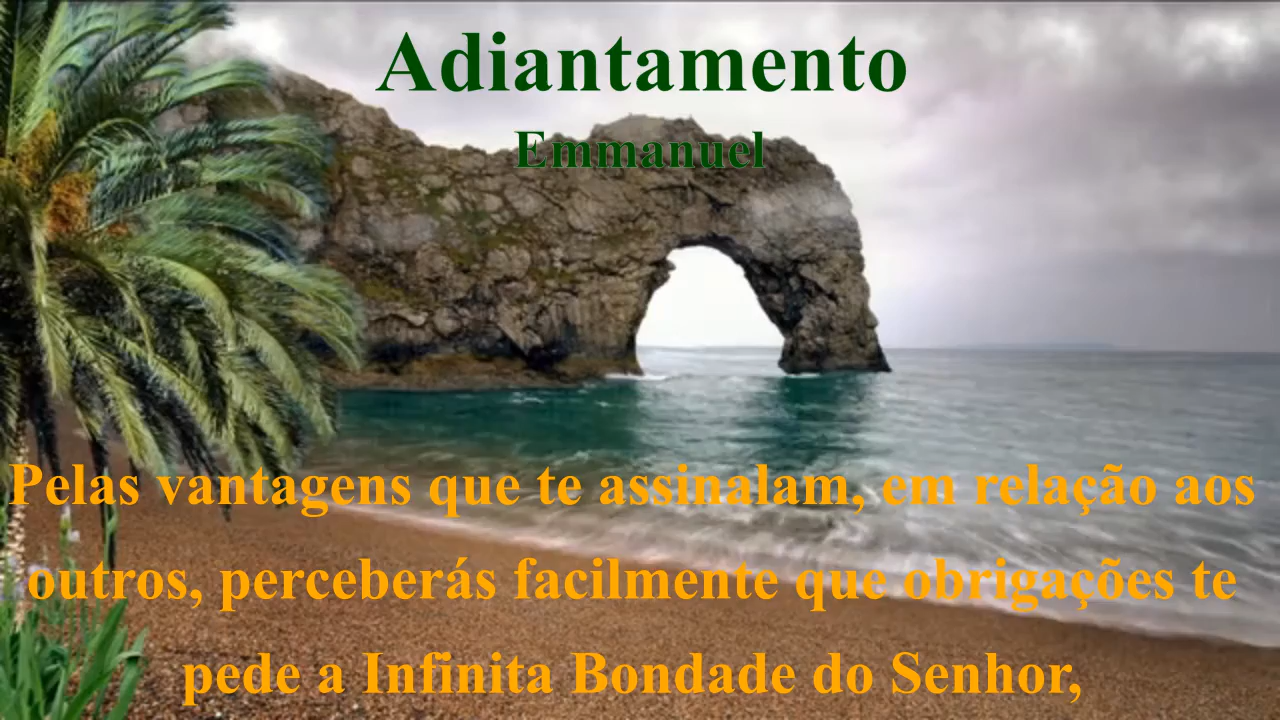 Adiantamento
Emmanuel
Pelas vantagens que te assinalam, em relação aos
outros, perceberás facilmente que obrigações te
pede a Infinita Bondade do Senhor,